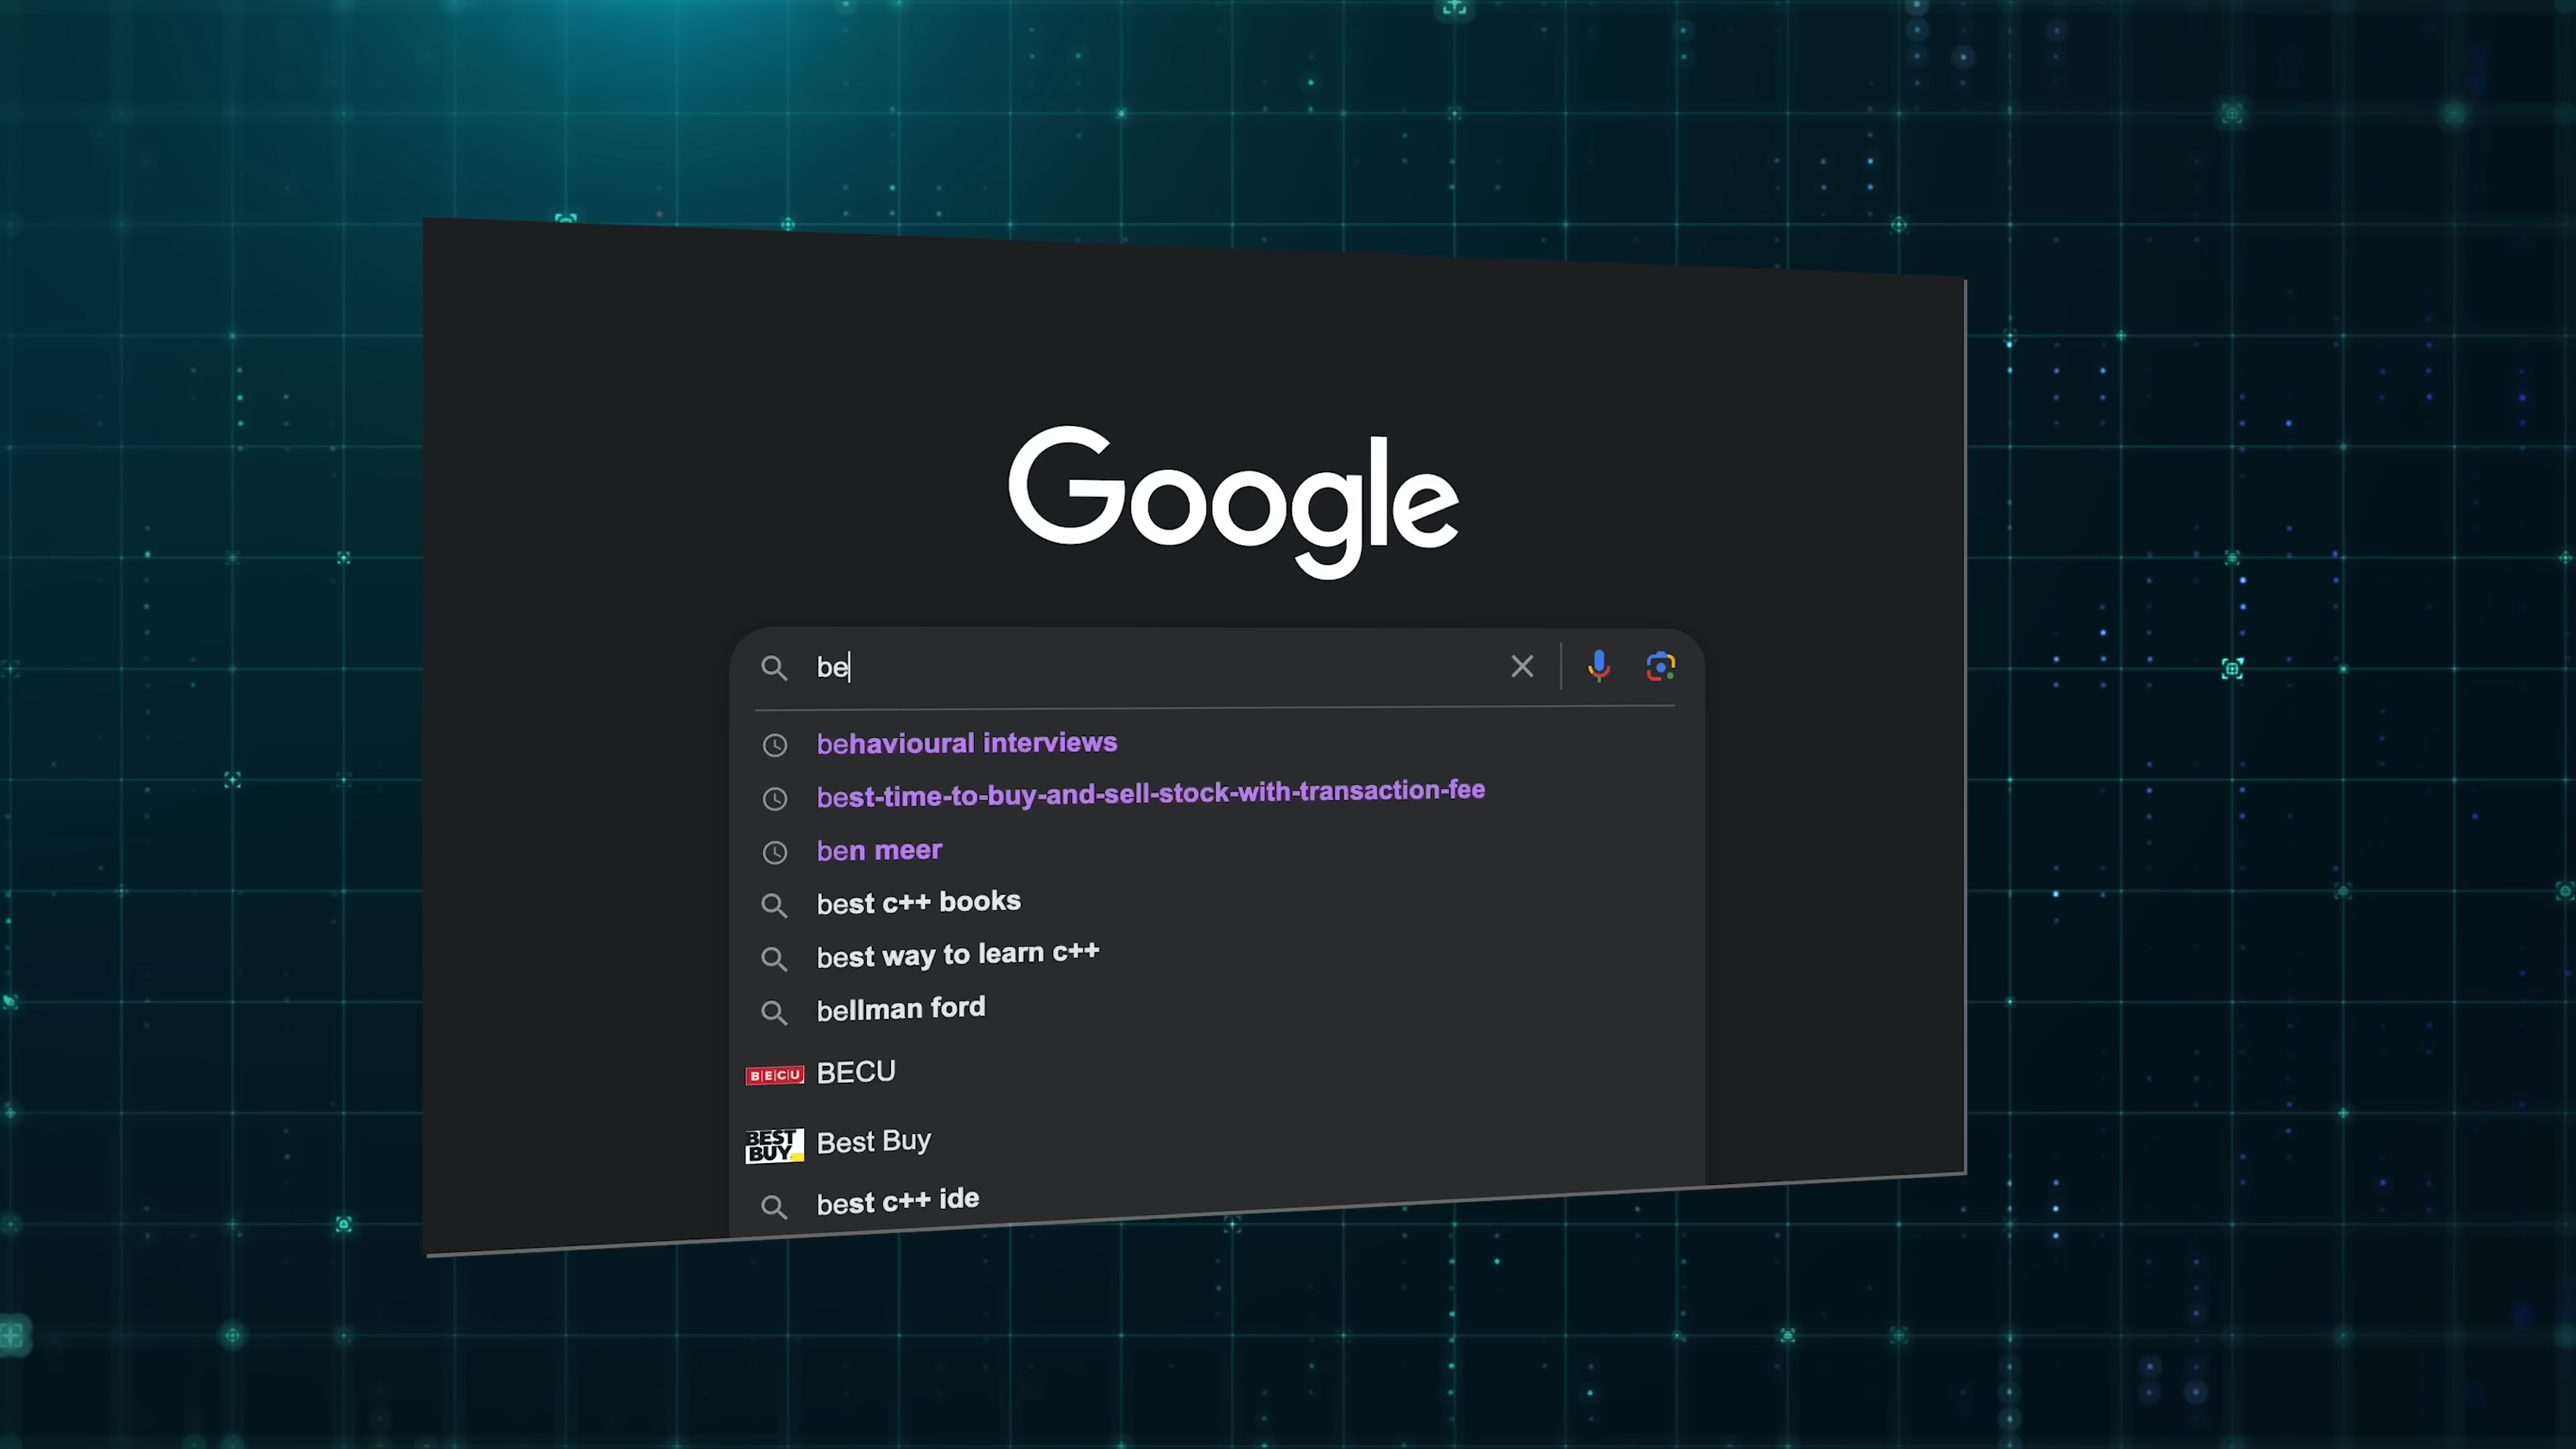 Google
be
behavioural interviews
best-time-to-buy-and-sell-stock-with-transaction-fee
ben meer
best c++ books
best way to learn c++
bellman ford
BECU BECU
BEST BUY Best Buy
best c++ ide